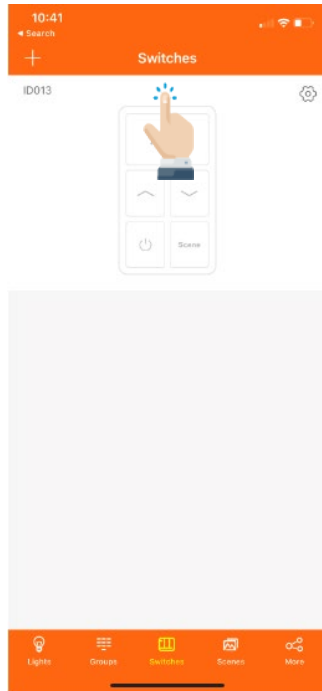 10:41
◀ Search
Switches
ID013
Scene
Lights
Groups
Switches
Scenes
More